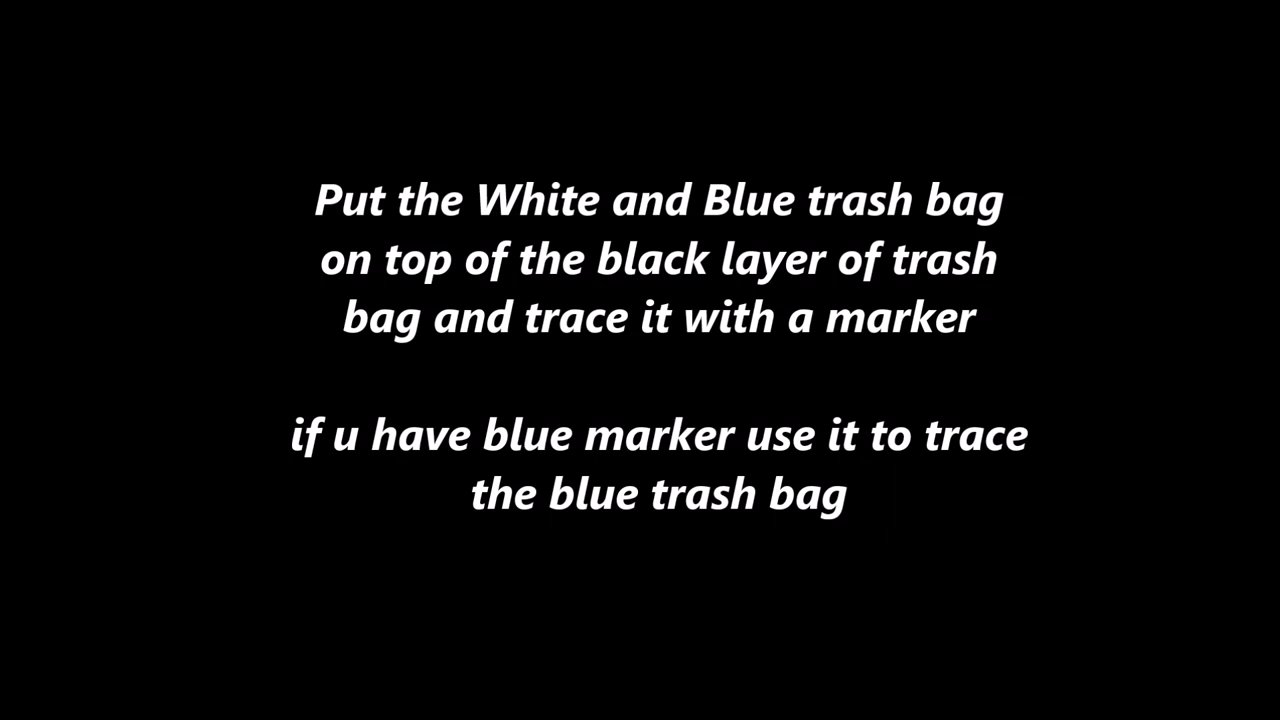 Put the White and Blue trash bag
on top of the black layer of trash
bag and trace it with a marker
if u have blue marker use it to trace
the blue trash bag